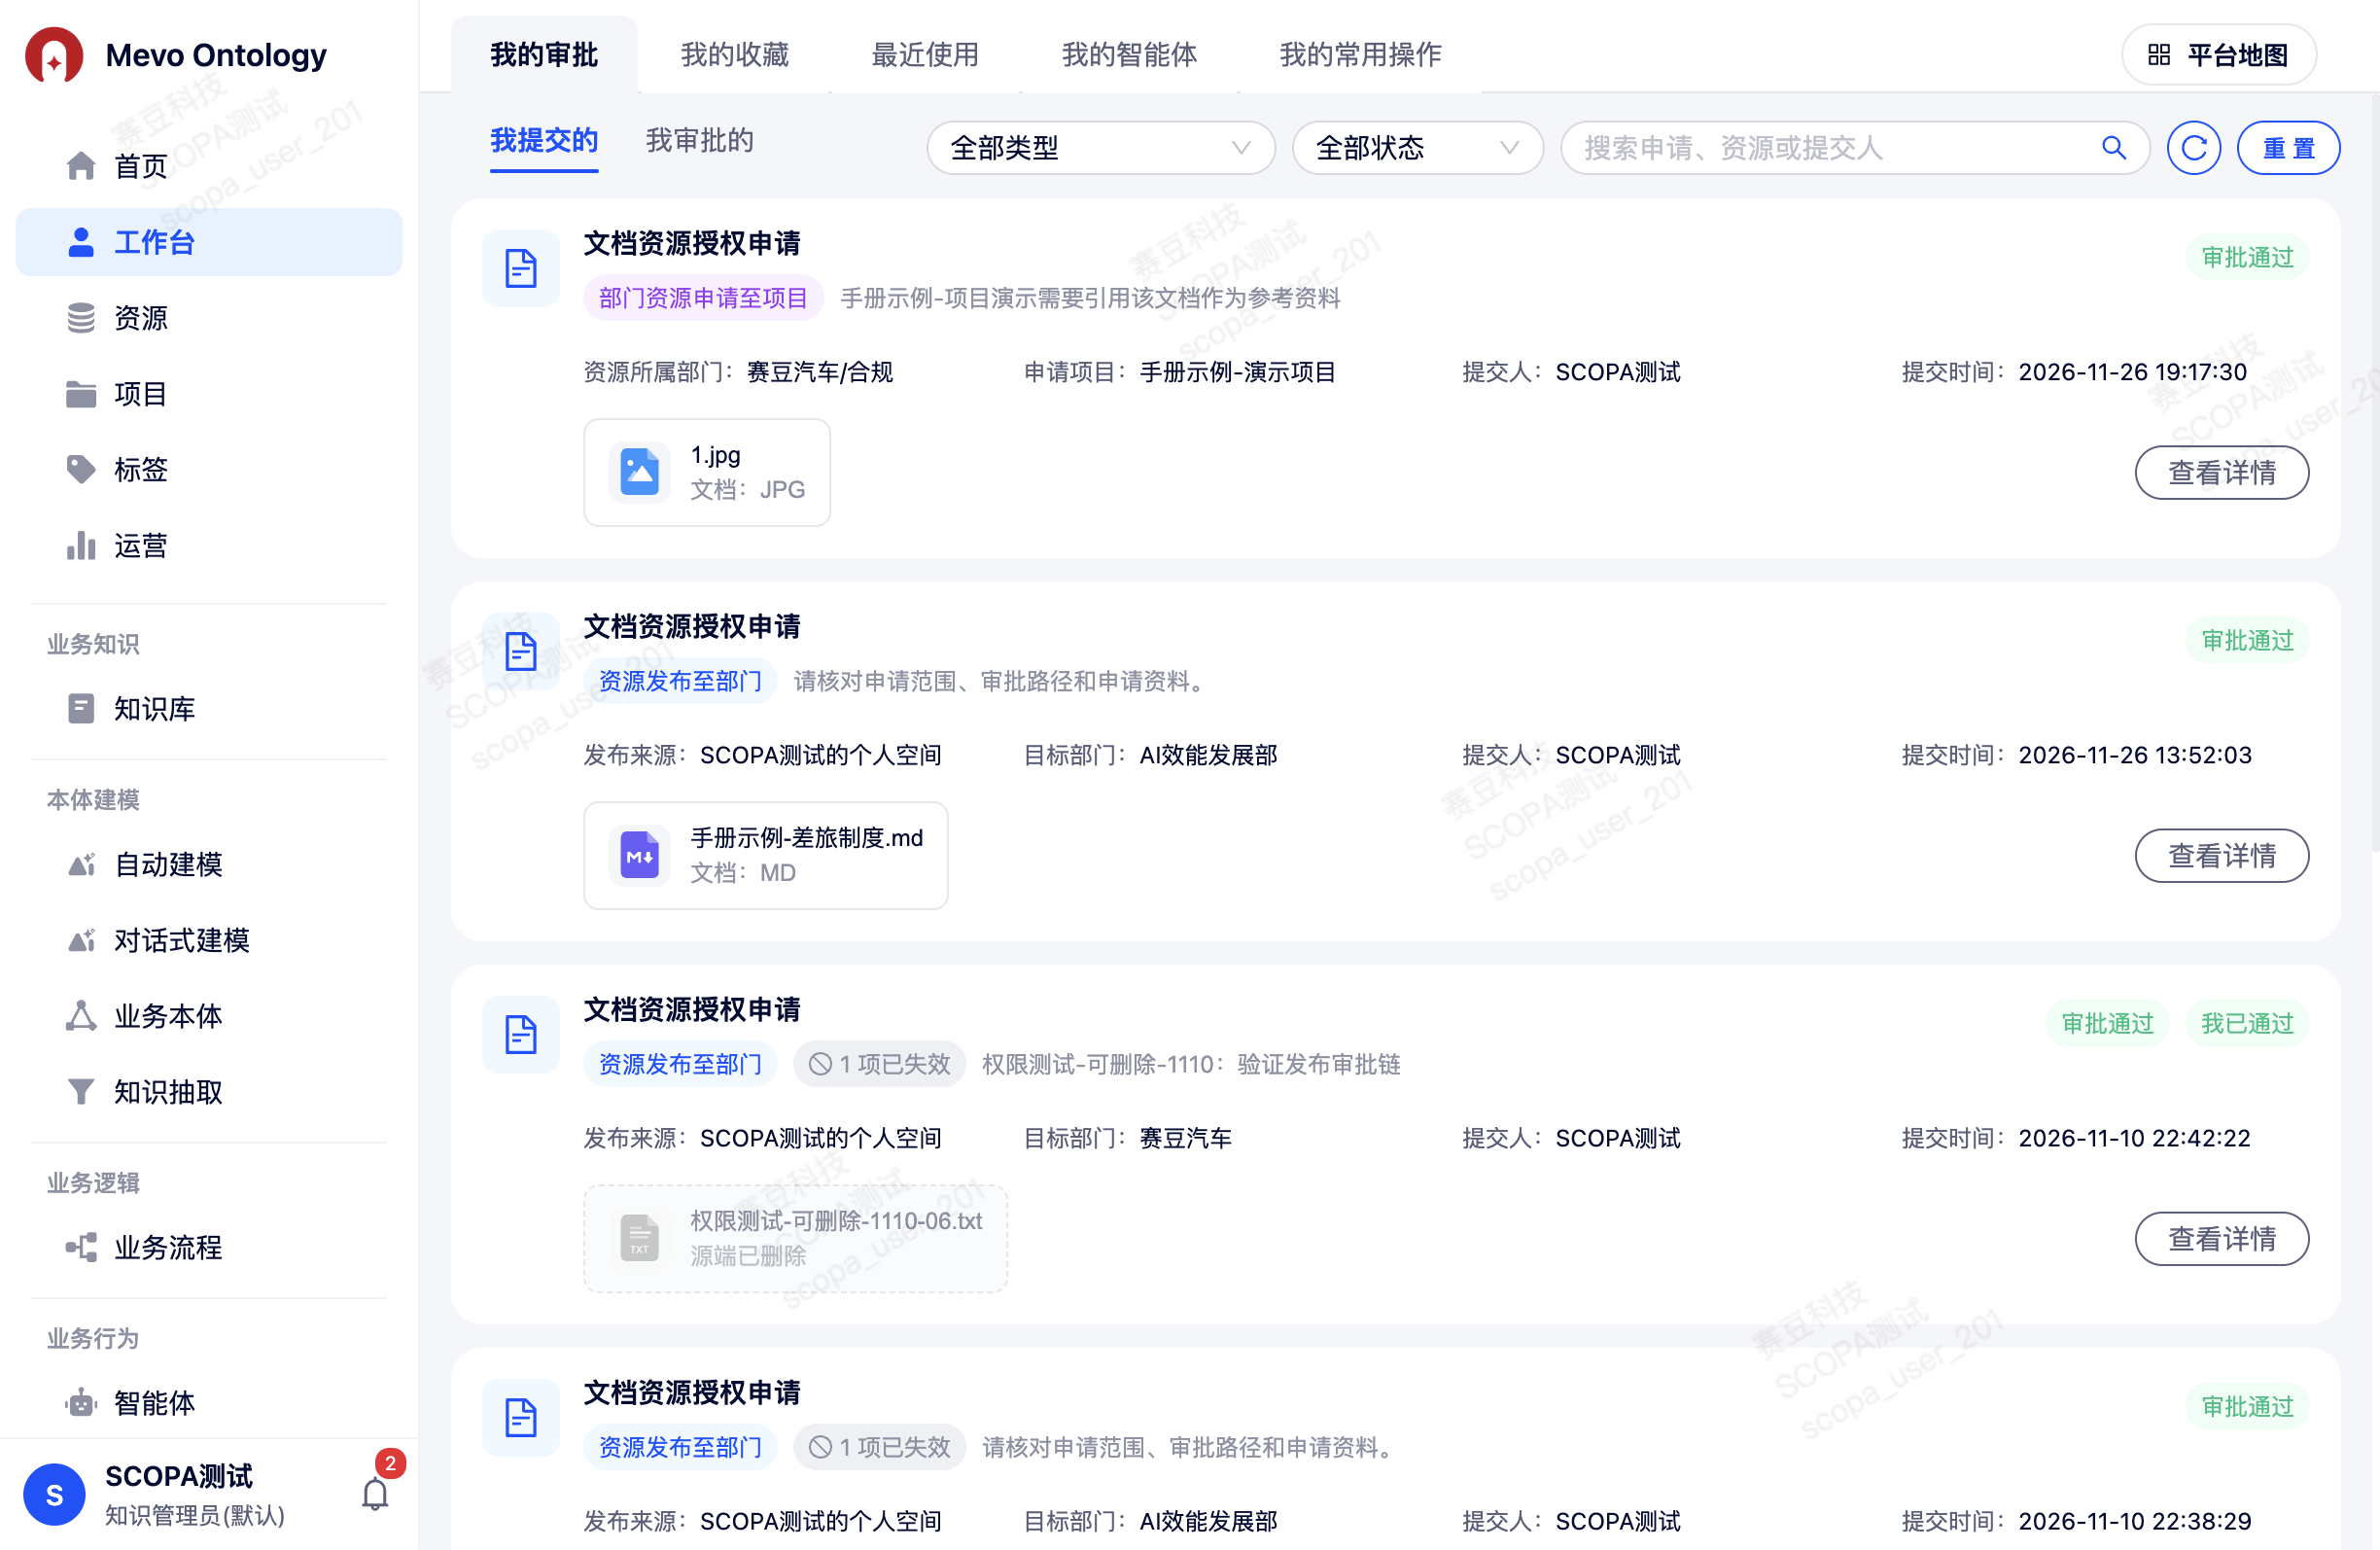 Mevo Ontology
首页
工作台
资源
项目
标签
运营
业务知识
知识库
本体建模
自动建模
对话式建模
业务本体
知识抽取
业务逻辑
业务流程
业务行为
智能体
S
SCOPA测试
知识管理员(默认)
2
我的审批 我的收藏 最近使用 我的智能体 我的常用操作 平台地图
我提交的 我审批的 全部类型 全部状态 搜索申请、资源或提交人 重置
文档资源授权申请 审批通过
部门资源申请至项目 手册示例-项目演示需要引用该文档作为参考资料
资源所属部门：赛豆汽车/合规 申请项目：手册示例-演示项目 提交人：SCOPA测试 提交时间：2026-11-26 19:17:30
1.jpg
文档：JPG
查看详情
文档资源授权申请 审批通过
资源发布至部门 请核对申请范围、审批路径和申请资料。
发布来源：SCOPA测试的个人空间 目标部门：AI效能发展部 提交人：SCOPA测试 提交时间：2026-11-26 13:52:03
手册示例-差旅制度.md
文档：MD
查看详情
文档资源授权申请 审批通过 我已通过
资源发布至部门 1 项已失效 权限测试-可删除-1110：验证发布审批链
发布来源：SCOPA测试的个人空间 目标部门：赛豆汽车 提交人：SCOPA测试 提交时间：2026-11-10 22:42:22
TXT
权限测试-可删除-1110-06.txt
源端已删除
查看详情
文档资源授权申请 审批通过
资源发布至部门 1 项已失效 请核对申请范围、审批路径和申请资料。
发布来源：SCOPA测试的个人空间 目标部门：AI效能发展部 提交人：SCOPA测试 提交时间：2026-11-10 22:38:29
赛豆科技
SCOPA测试
scopa_user_201